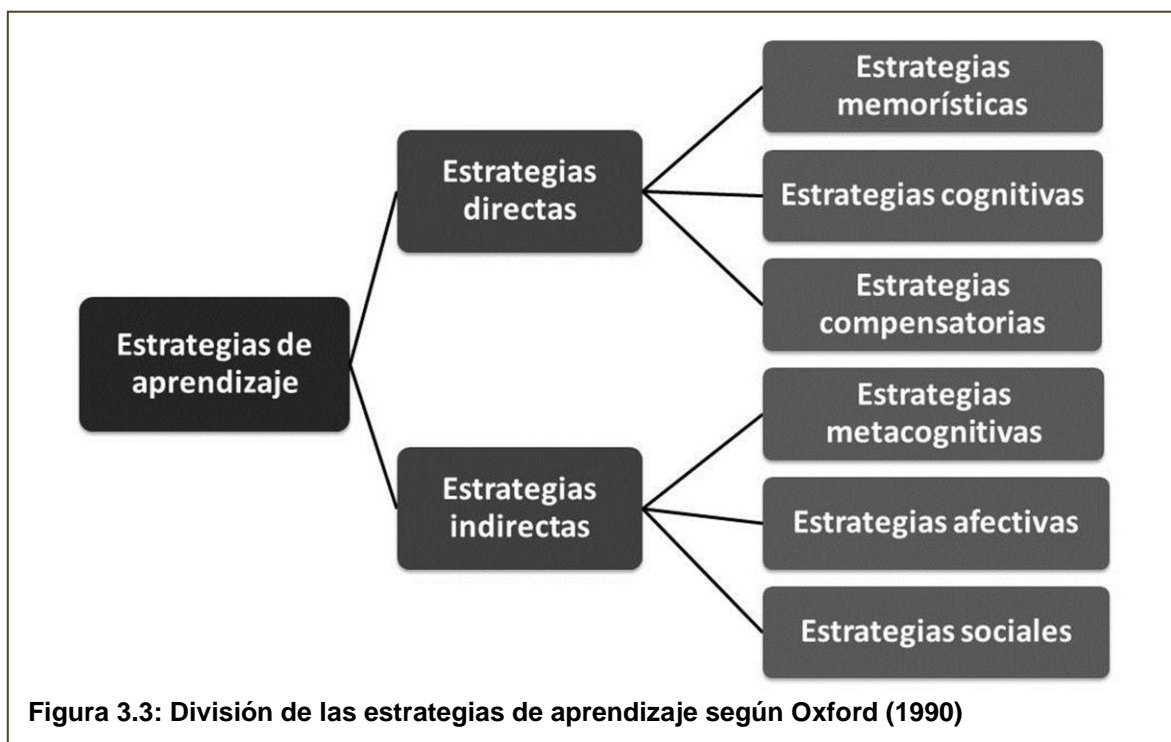 Estrategias de
aprendizaje
Estrategias
directas
Estrategias
indirectas
Estrategias
memorísticas
Estrategias cognitivas
Estrategias
compensatorias
Estrategias
metacognitivas
Estrategias afectivas
Estrategias sociales
Figura 3.3: División de las estrategias de aprendizaje según Oxford (1990)